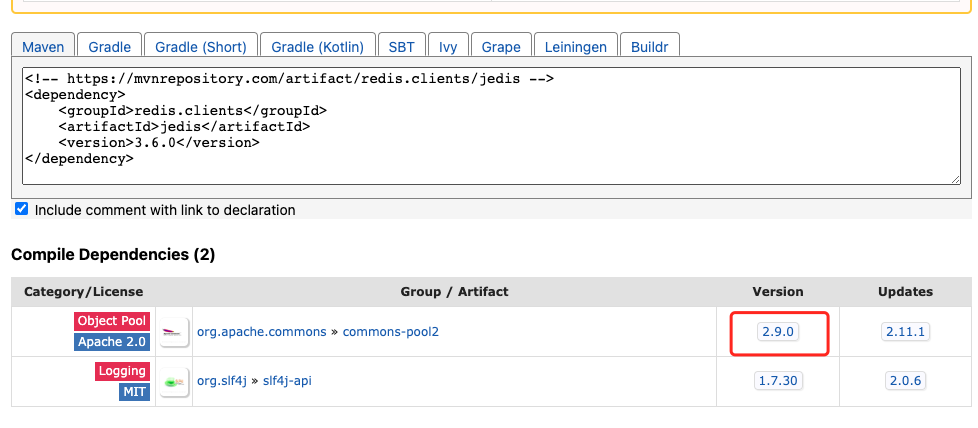 Maven Gradle Gradle (Short) Gradle (Kotlin) SBT Ivy Grape Leiningen Buildr
<!-- https://mvnrepository.com/artifact/redis.clients/jedis -->
<dependency>
    <groupId>redis.clients</groupId>
    <artifactId>jedis</artifactId>
    <version>3.6.0</version>
</dependency>
Include comment with link to declaration
Compile Dependencies (2)
Category/License Group / Artifact Version Updates
Object Pool
Apache 2.0
org.apache.commons » commons-pool2 2.9.0 2.11.1
Logging
MIT
org.slf4j » slf4j-api 1.7.30 2.0.6